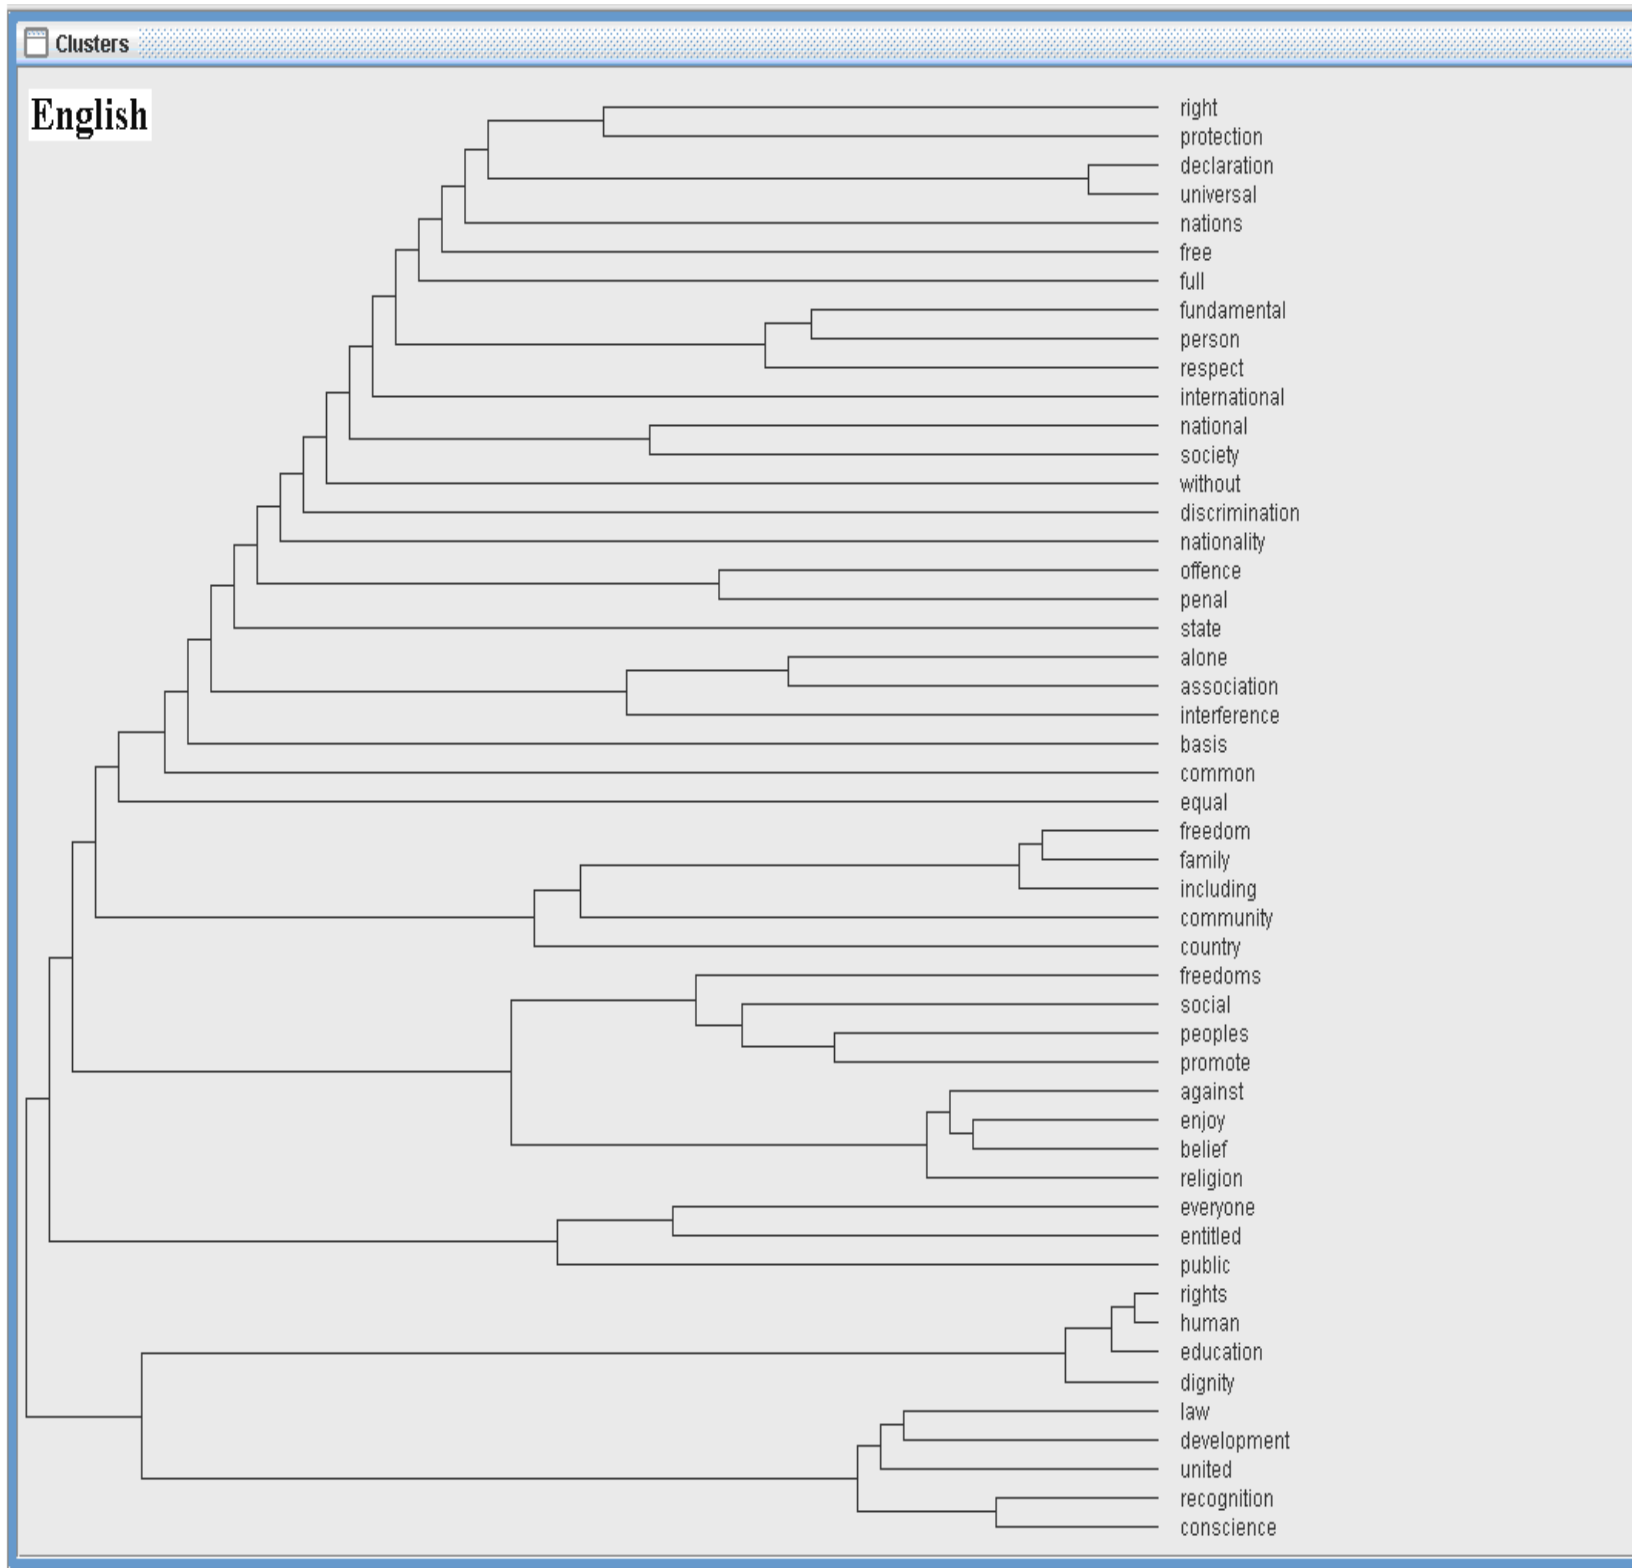 Clusters
English
right
protection
declaration
universal
nations
free
full
fundamental
person
respect
international
national
society
without
discrimination
nationality
offence
penal
state
alone
association
interference
basis
common
equal
freedom
family
including
community
country
freedoms
social
peoples
promote
against
enjoy
belief
religion
everyone
entitled
public
rights
human
education
dignity
law
development
united
recognition
conscience